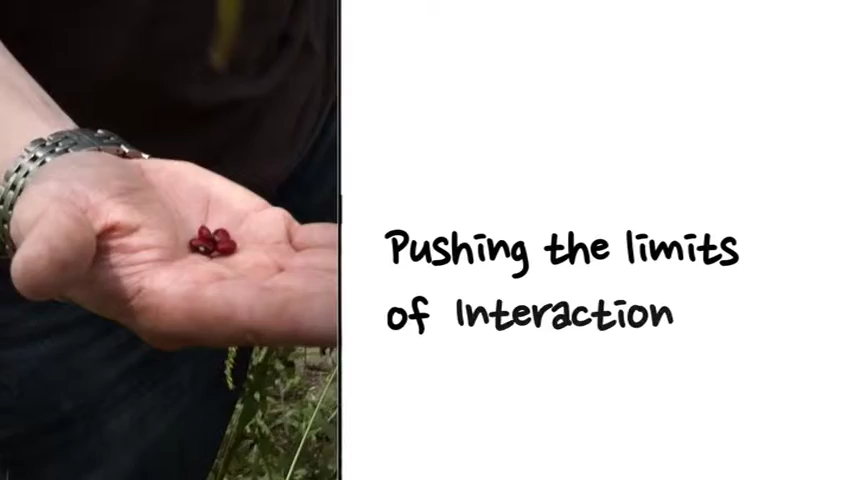 Pushing the limits
of Interaction